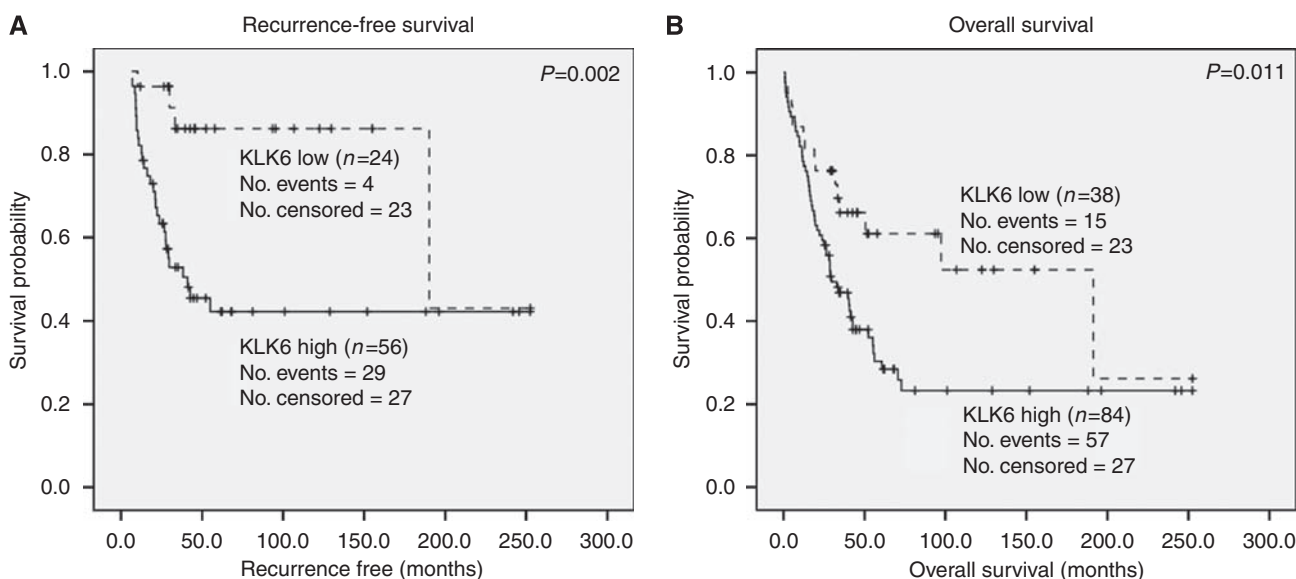 A
Recurrence-free survival
P=0.002
Survival probability
1.0
0.8
0.6
0.4
0.2
0.0
KLK6 low (n=24)
No. events = 4
No. censored = 23
KLK6 high (n=56)
No. events = 29
No. censored = 27
0.0 50.0 100.0 150.0 200.0 250.0 300.0
Recurrence free (months)
B
Overall survival
P=0.011
Survival probability
1.0
0.8
0.6
0.4
0.2
0.0
KLK6 low (n=38)
No. events = 15
No. censored = 23
KLK6 high (n=84)
No. events = 57
No. censored = 27
0.0 50.0 100.0 150.0 200.0 250.0 300.0
Overall survival (months)